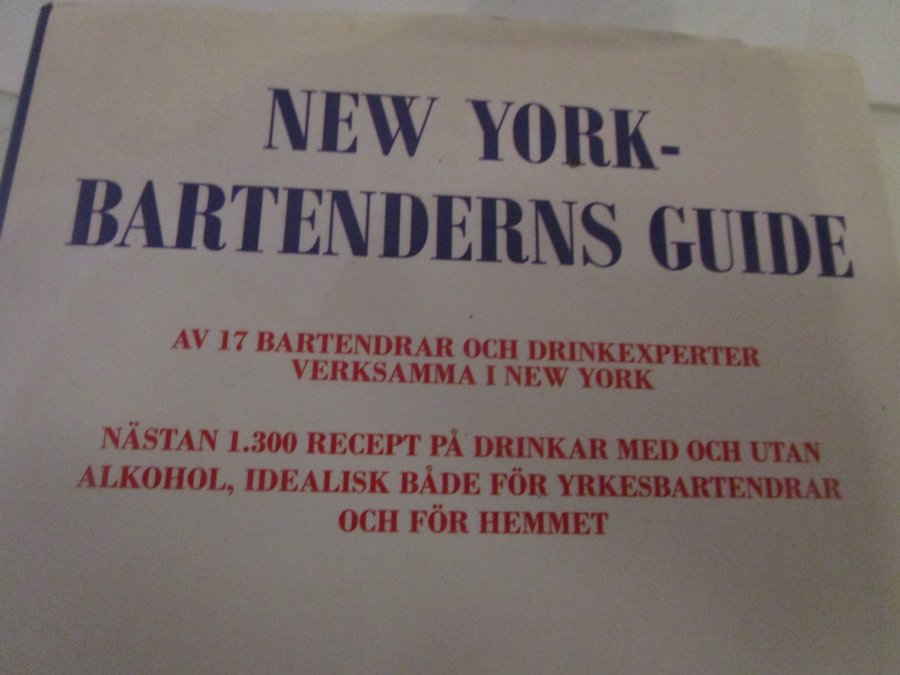 NEW YORK-
BARTENDERNS GUIDE
AV 17 BARTENDRAR OCH DRINKEXPERTER
VERKSAMMA I NEW YORK
NÄSTAN 1.300 RECEPT PÅ DRINKAR MED OCH UTAN
ALKOHOL, IDEALISK BÅDE FÖR YRKESBARTENDRAR
OCH FÖR HEMMET